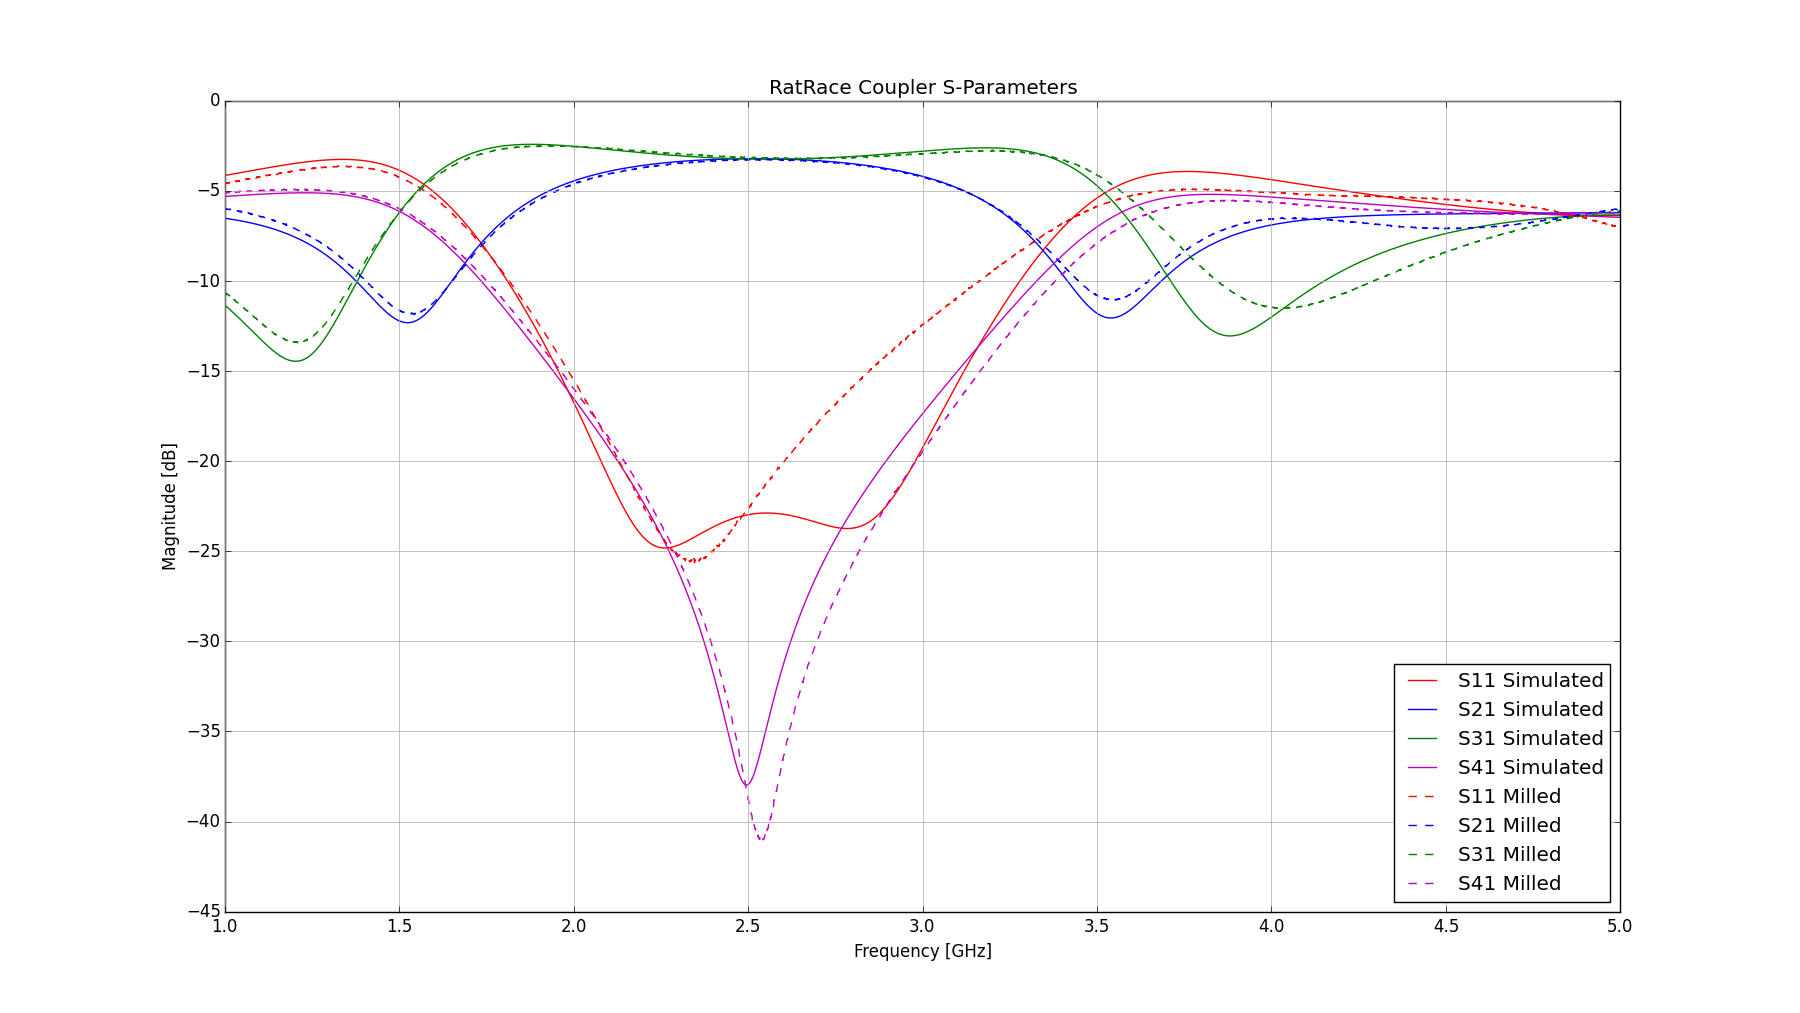 RatRace Coupler S-Parameters
0
−5
−10
−15
−20
−25
−30
−35
−40
−45
Magnitude [dB]
1.0 1.5 2.0 2.5 3.0 3.5 4.0 4.5 5.0
Frequency [GHz]
S11 Simulated
S21 Simulated
S31 Simulated
S41 Simulated
S11 Milled
S21 Milled
S31 Milled
S41 Milled